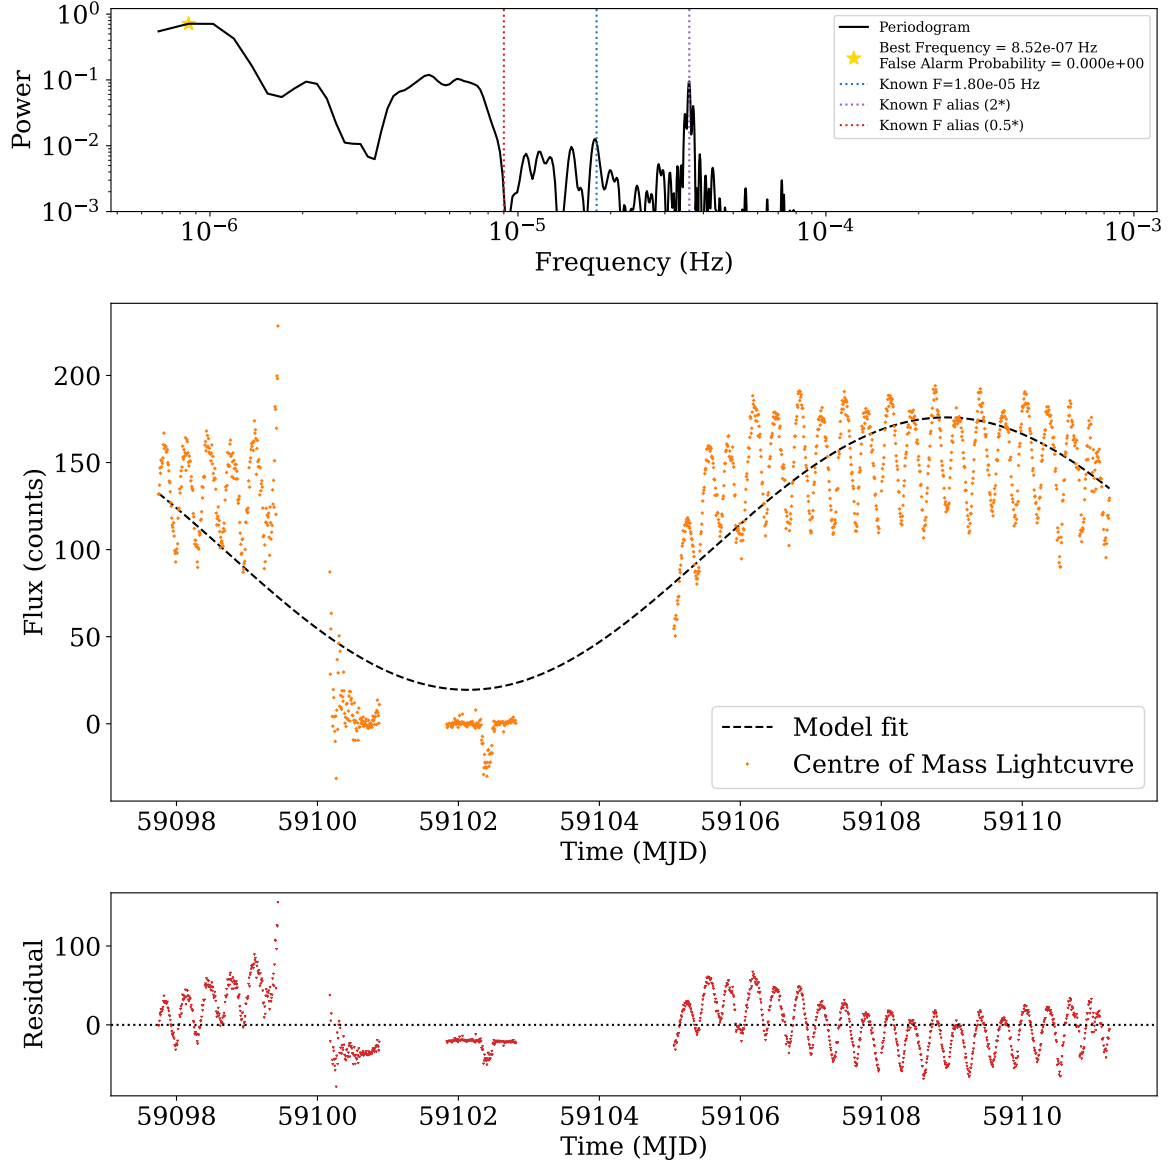 10⁰
10⁻¹
10⁻²
10⁻³
Power
Periodogram
Best Frequency = 8.52e-07 Hz
False Alarm Probability = 0.000e+00
Known F=1.80e-05 Hz
Known F alias (2*)
Known F alias (0.5*)
10⁻⁶ 10⁻⁵ 10⁻⁴ 10⁻³
Frequency (Hz)
200
150
100
50
0
Flux (counts)
Model fit
Centre of Mass Lightcuvre
59098 59100 59102 59104 59106 59108 59110
Time (MJD)
100
0
Residual
59098 59100 59102 59104 59106 59108 59110
Time (MJD)